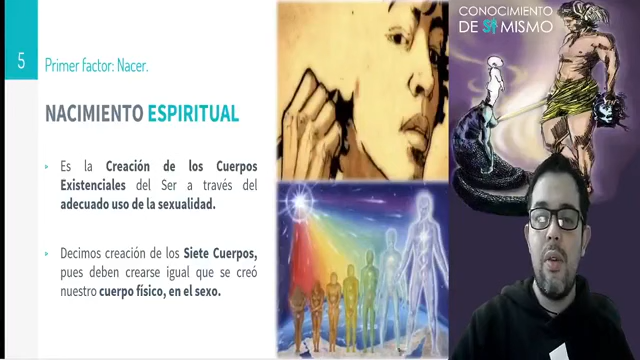 5
Primer factor: Nacer.
NACIMIENTO ESPIRITUAL
Es la Creación de los Cuerpos
Existenciales del Ser a través del
adecuado uso de la sexualidad.
Decimos creación de los Siete Cuerpos,
pues deben crearse igual que se creó
nuestro cuerpo físico, en el sexo.
CONOCIMIENTO
DE SÍ MISMO